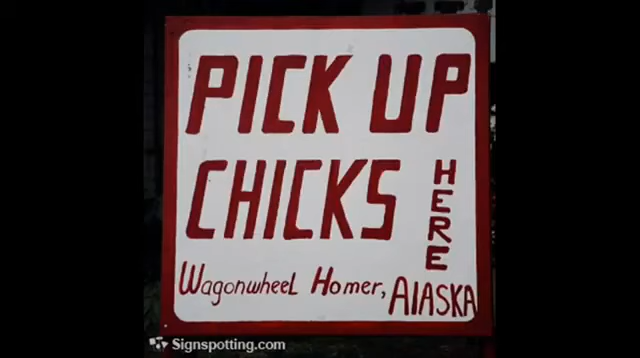 PICK UP
CHICKS
HERE
Wagonwheel Homer, AlASKA
Signspotting.com